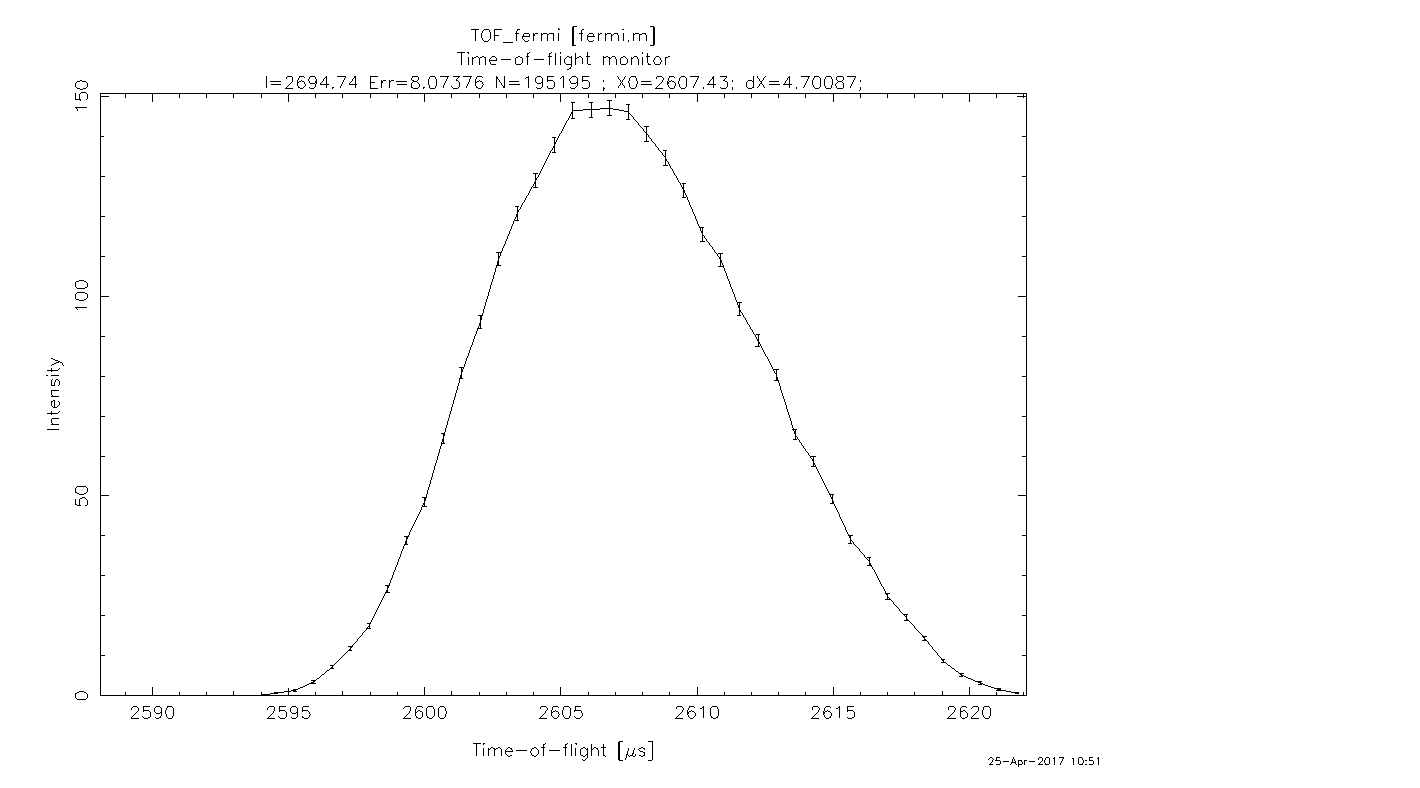 TOF_fermi [fermi.m]
Time-of-flight monitor
I=2694.74 Err=8.07376 N=195195 ; X0=2607.43; dX=4.70087;
150
100
50
0
Intensity
2590 2595 2600 2605 2610 2615 2620
Time-of-flight [μs]
25-Apr-2017 10:51